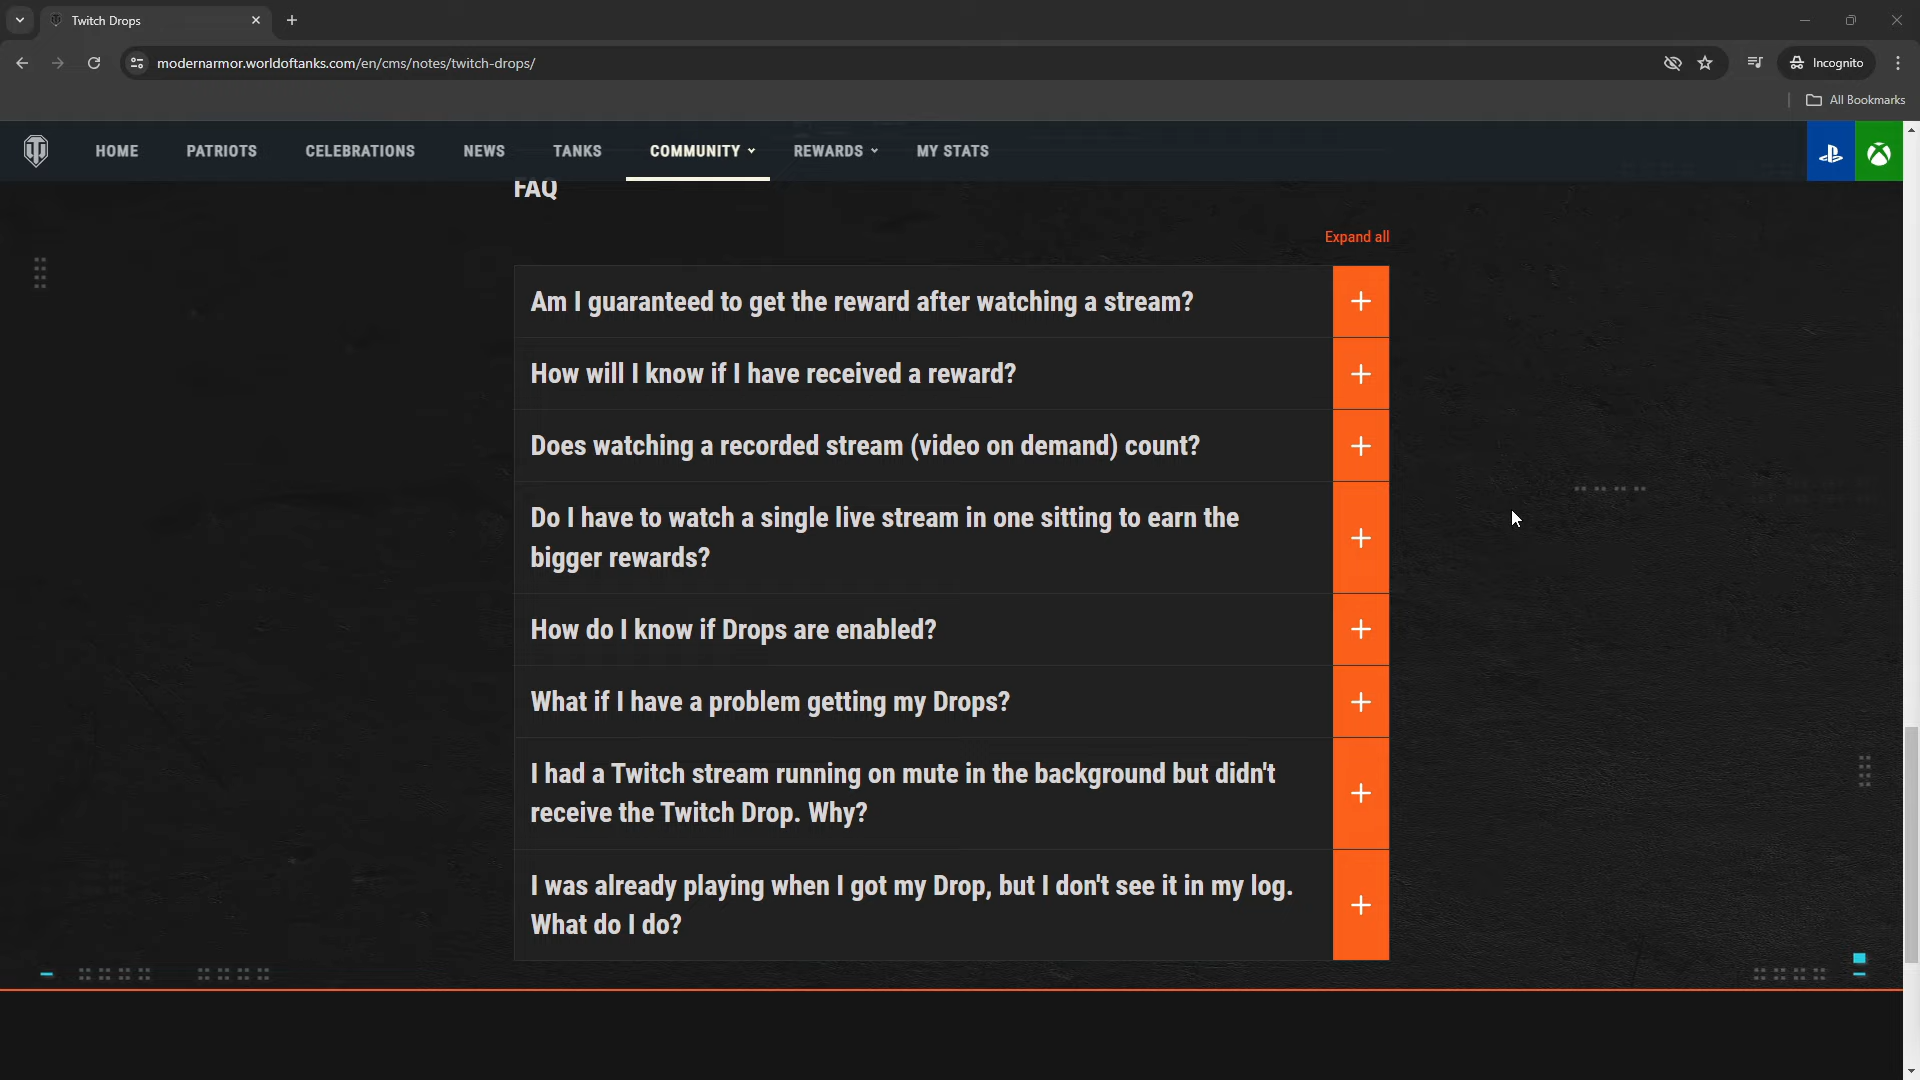 Twitch Drops
modernarmor.worldoftanks.com/en/cms/notes/twitch-drops/
Incognito
All Bookmarks
HOME PATRIOTS CELEBRATIONS NEWS TANKS COMMUNITY REWARDS MY STATS
FAQ
Expand all
Am I guaranteed to get the reward after watching a stream?
How will I know if I have received a reward?
Does watching a recorded stream (video on demand) count?
Do I have to watch a single live stream in one sitting to earn the
bigger rewards?
How do I know if Drops are enabled?
What if I have a problem getting my Drops?
I had a Twitch stream running on mute in the background but didn't
receive the Twitch Drop. Why?
I was already playing when I got my Drop, but I don't see it in my log.
What do I do?